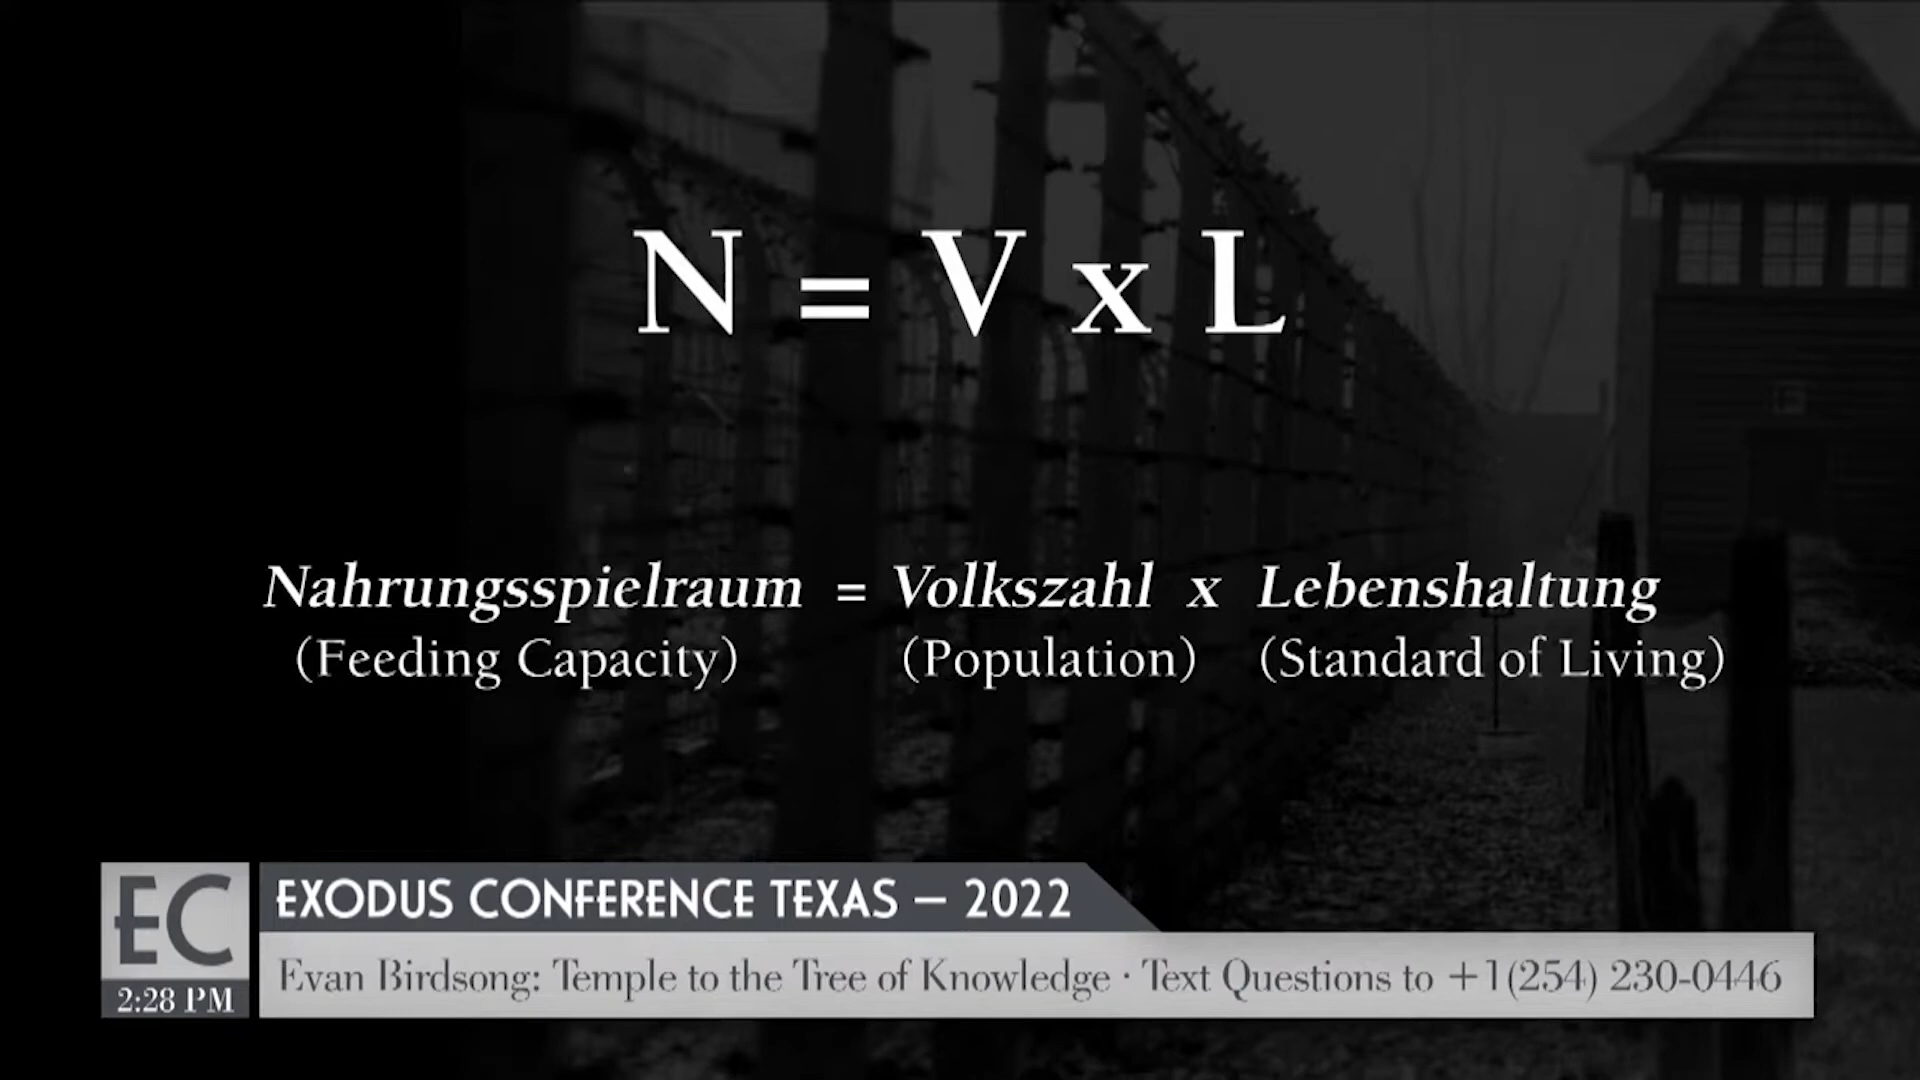 N = V x L
Nahrungsspielraum = Volkszahl x Lebenshaltung
(Feeding Capacity) (Population) (Standard of Living)
EC
EXODUS CONFERENCE TEXAS – 2022
2:28 PM
Evan Birdsong: Temple to the Tree of Knowledge · Text Questions to +1(254) 230-0446